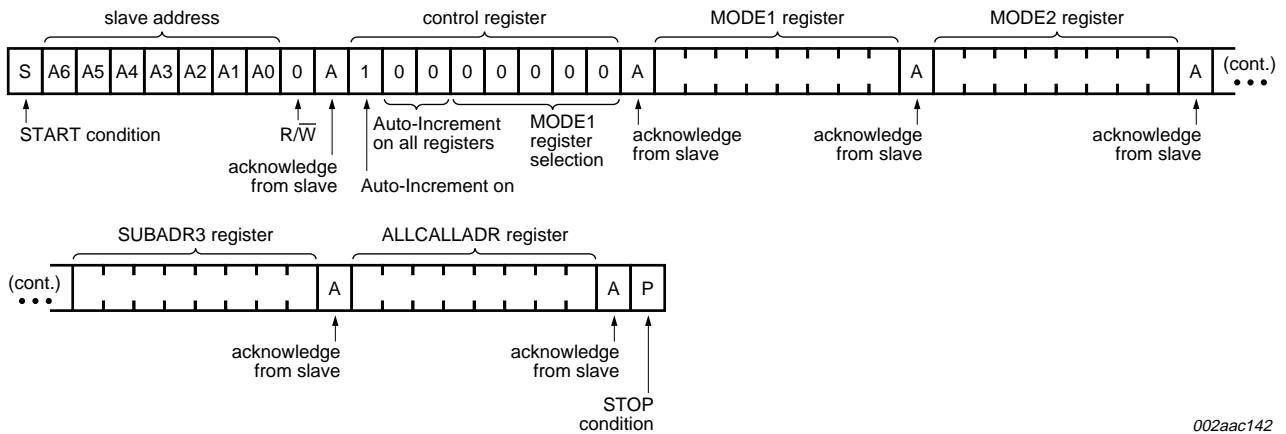 slave address control register MODE1 register MODE2 register
S A6 A5 A4 A3 A2 A1 A0 0 A 1 0 0 0 0 0 0 0 A A A (cont.)
START condition R/W̅ Auto-Increment MODE1 acknowledge acknowledge acknowledge
on all registers register from slave from slave from slave
acknowledge selection
from slave Auto-Increment on
SUBADR3 register ALLCALLADR register
(cont.) A A P
acknowledge acknowledge
from slave from slave
STOP
condition
002aac142